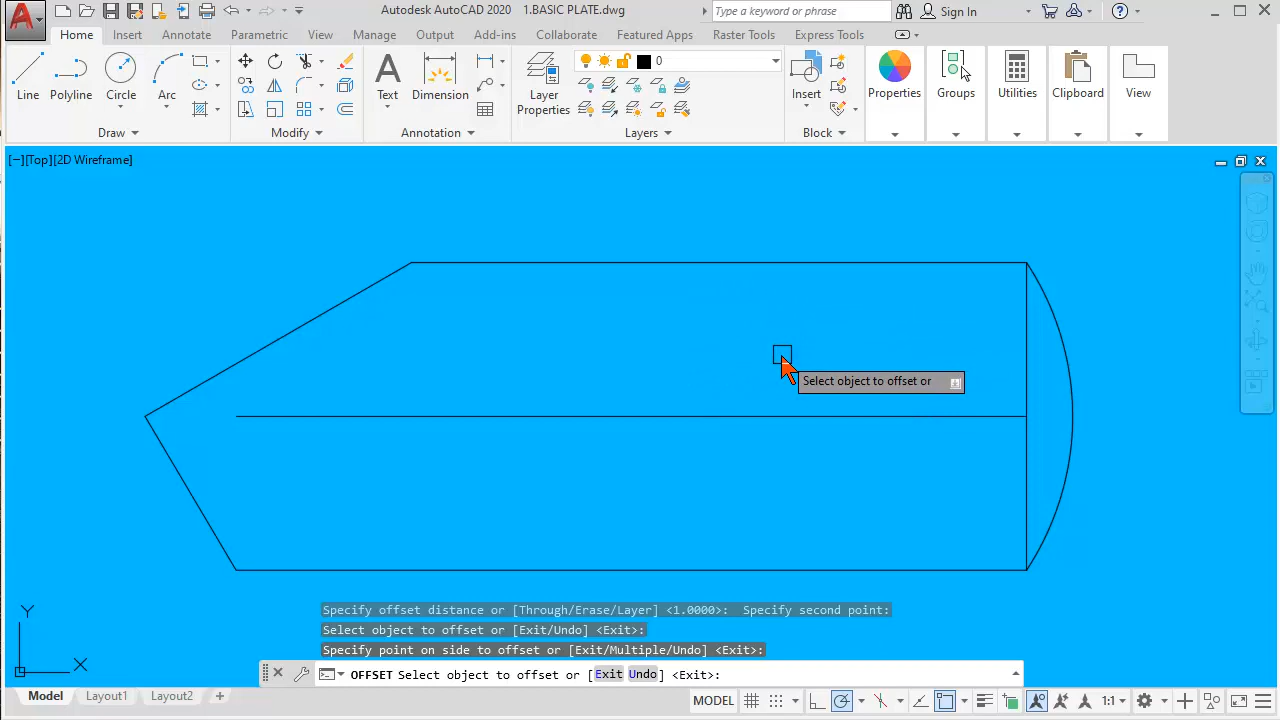 Autodesk AutoCAD 2020 1.BASIC PLATE.dwg Type a keyword or phrase Sign In
Home Insert Annotate Parametric View Manage Output Add-ins Collaborate Featured Apps Raster Tools Express Tools
0
Line Polyline Circle Arc Text Dimension Layer Properties Insert Properties Groups Utilities Clipboard View
Draw Modify Annotation Layers Block
[−][Top][2D Wireframe]
Select object to offset or
Specify offset distance or [Through/Erase/Layer] <1.0000>: Specify second point:
Select object to offset or [Exit/Undo] <Exit>:
Specify point on side to offset or [Exit/Multiple/Undo] <Exit>:
Y
X
OFFSET Select object to offset or [Exit Undo] <Exit>:
Model Layout1 Layout2 + MODEL 1:1